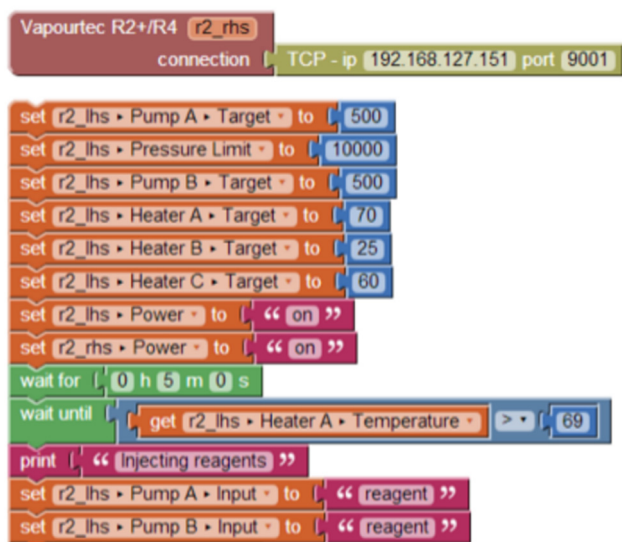 Vapourtec R2+/R4 r2_rhs
connection TCP - ip 192.168.127.151 port 9001
set r2_lhs ▸ Pump A ▸ Target ▾ to 500
set r2_lhs ▸ Pressure Limit ▾ to 10000
set r2_lhs ▸ Pump B ▸ Target ▾ to 500
set r2_lhs ▸ Heater A ▸ Target ▾ to 70
set r2_lhs ▸ Heater B ▸ Target ▾ to 25
set r2_lhs ▸ Heater C ▸ Target ▾ to 60
set r2_lhs ▸ Power ▾ to “ on ”
set r2_rhs ▸ Power ▾ to “ on ”
wait for 0 h 5 m 0 s
wait until get r2_lhs ▸ Heater A ▸ Temperature ▾ > ▾ 69
print “ Injecting reagents ”
set r2_lhs ▸ Pump A ▸ Input ▾ to “ reagent ”
set r2_lhs ▸ Pump B ▸ Input ▾ to “ reagent ”